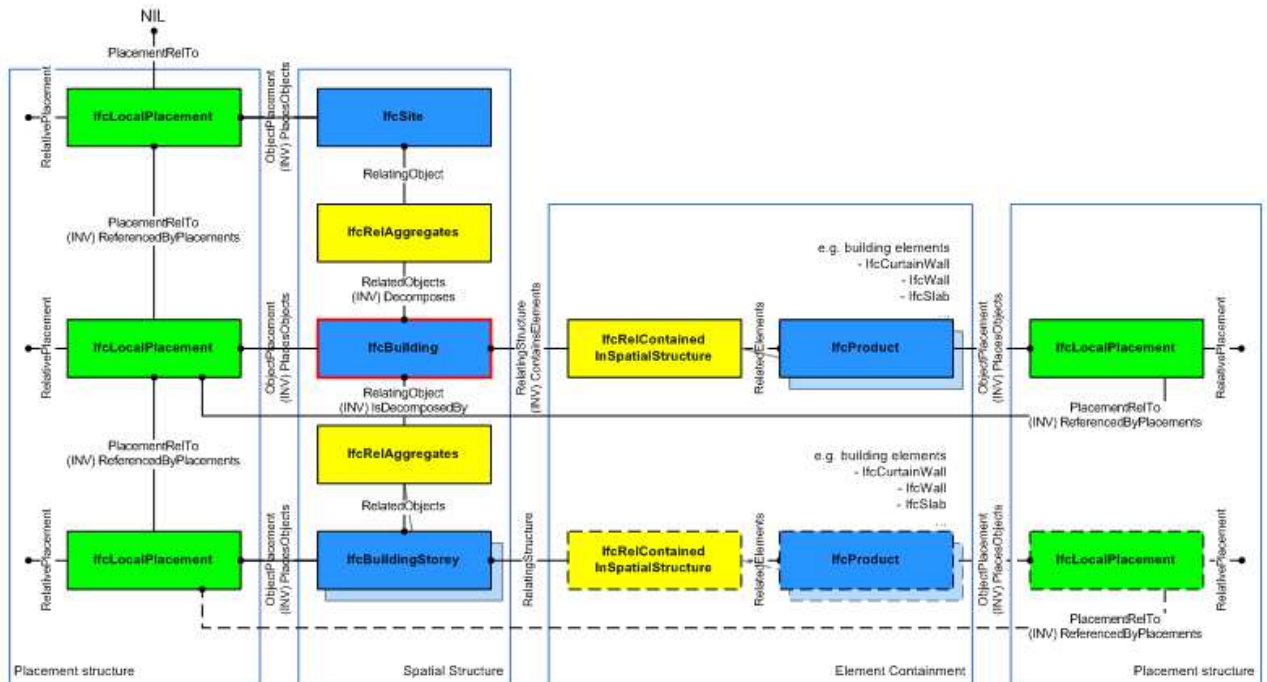 NIL
PlacementRelTo
RelativePlacement
IfcLocalPlacement
ObjectPlacement
(INV) PlacesObjects
IfcSite
RelatingObject
PlacementRelTo
(INV) ReferencedByPlacements
IfcRelAggregates
RelatedObjects
(INV) Decomposes
e.g. building elements
- IfcCurtainWall
- IfcWall
- IfcSlab
...
RelativePlacement
IfcLocalPlacement
ObjectPlacement
(INV) PlacesObjects
IfcBuilding
RelatingStructure
(INV) ContainsElements
IfcRelContained
InSpatialStructure
RelatedElements
IfcProduct
ObjectPlacement
(INV) PlacesObjects
IfcLocalPlacement
RelativePlacement
RelatingObject
(INV) IsDecomposedBy
PlacementRelTo
(INV) ReferencedByPlacements
PlacementRelTo
(INV) ReferencedByPlacements
IfcRelAggregates
RelatedObjects
e.g. building elements
- IfcCurtainWall
- IfcWall
- IfcSlab
...
RelativePlacement
IfcLocalPlacement
ObjectPlacement
(INV) PlacesObjects
IfcBuildingStorey
RelatingStructure
IfcRelContained
InSpatialStructure
RelatedElements
IfcProduct
ObjectPlacement
(INV) PlacesObjects
IfcLocalPlacement
RelativePlacement
PlacementRelTo
(INV) ReferencedByPlacements
Placement structure
Spatial Structure
Element Containment
Placement structure